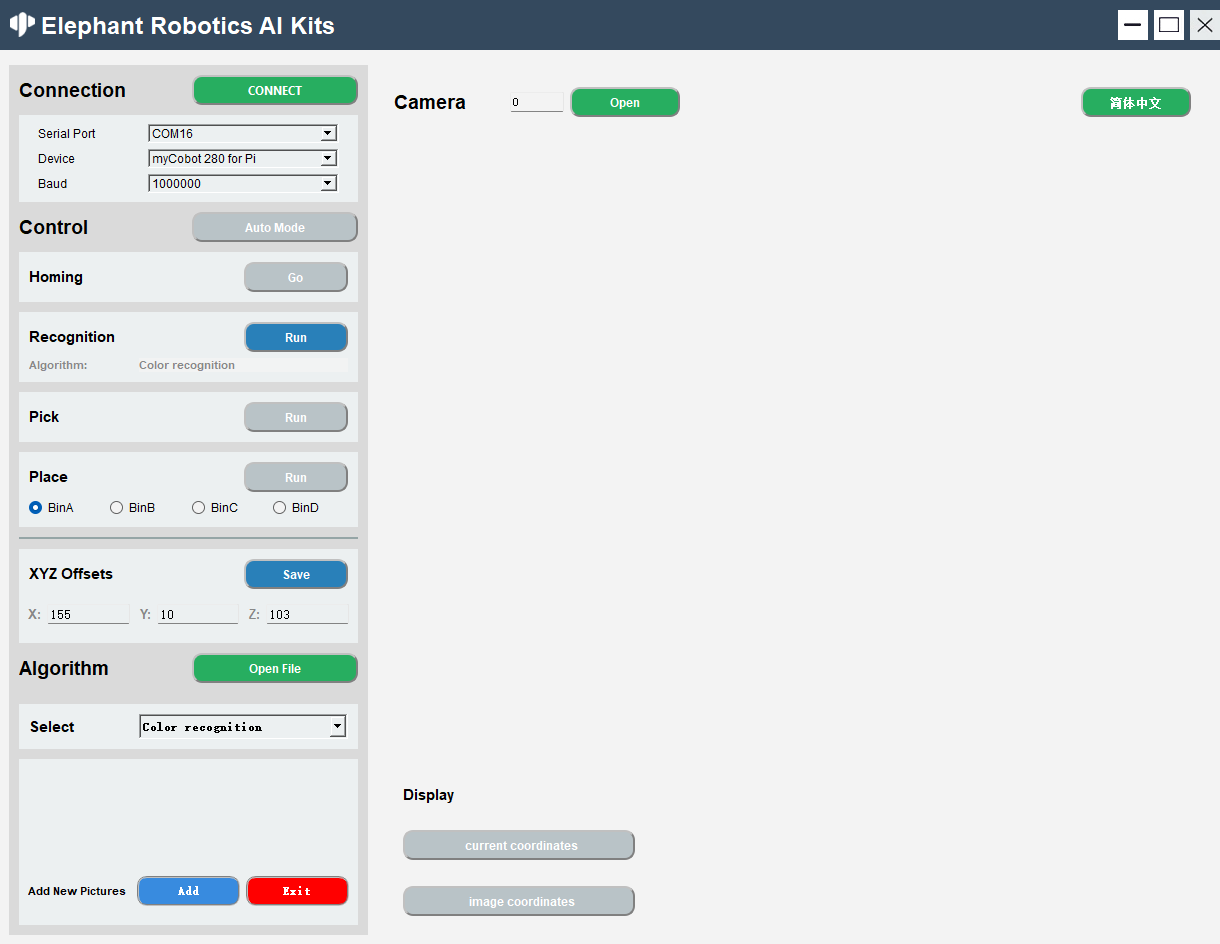 Elephant Robotics AI Kits
Connection
CONNECT
Serial Port
COM16
Device
myCobot 280 for Pi
Baud
1000000
Control
Auto Mode
Homing
Go
Recognition
Run
Algorithm:
Color recognition
Pick
Run
Place
Run
BinA
BinB
BinC
BinD
XYZ Offsets
Save
X: 155
Y: 10
Z: 103
Algorithm
Open File
Select
Color recognition
Add New Pictures
Add
Exit
Camera
0
Open
简体中文
Display
current coordinates
image coordinates